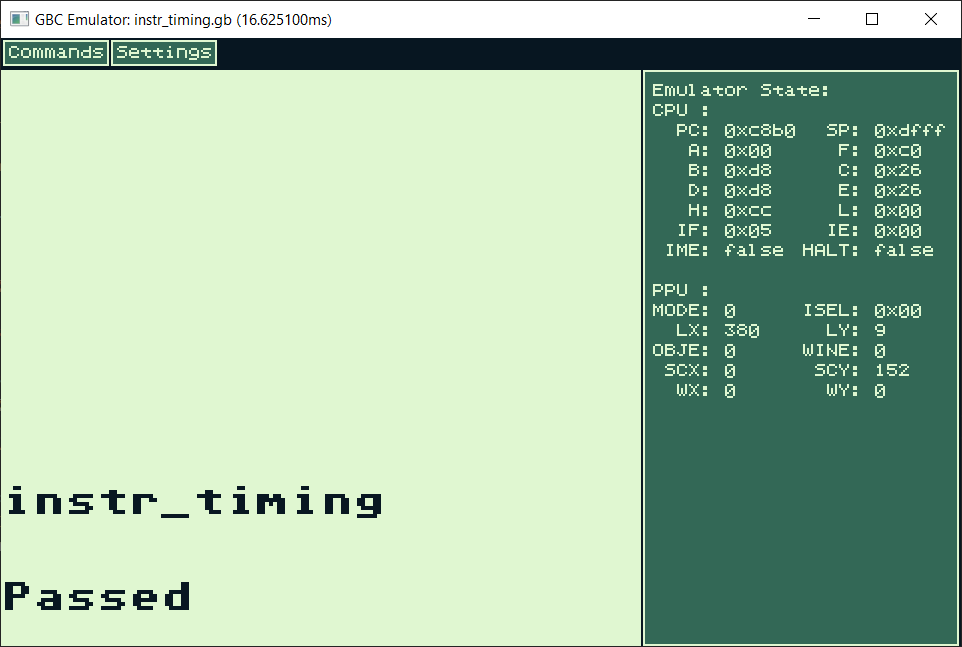 GBC Emulator: instr_timing.gb (16.625100ms)
Commands Settings
instr_timing
Passed
Emulator State:
CPU :
PC: 0xc8b0 SP: 0xdfff
A: 0x00 F: 0xc0
B: 0xd8 C: 0x26
D: 0xd8 E: 0x26
H: 0xcc L: 0x00
IF: 0x05 IE: 0x00
IME: false HALT: false
PPU :
MODE: 0 ISEL: 0x00
LX: 380 LY: 9
OBJE: 0 WINE: 0
SCX: 0 SCY: 152
WX: 0 WY: 0